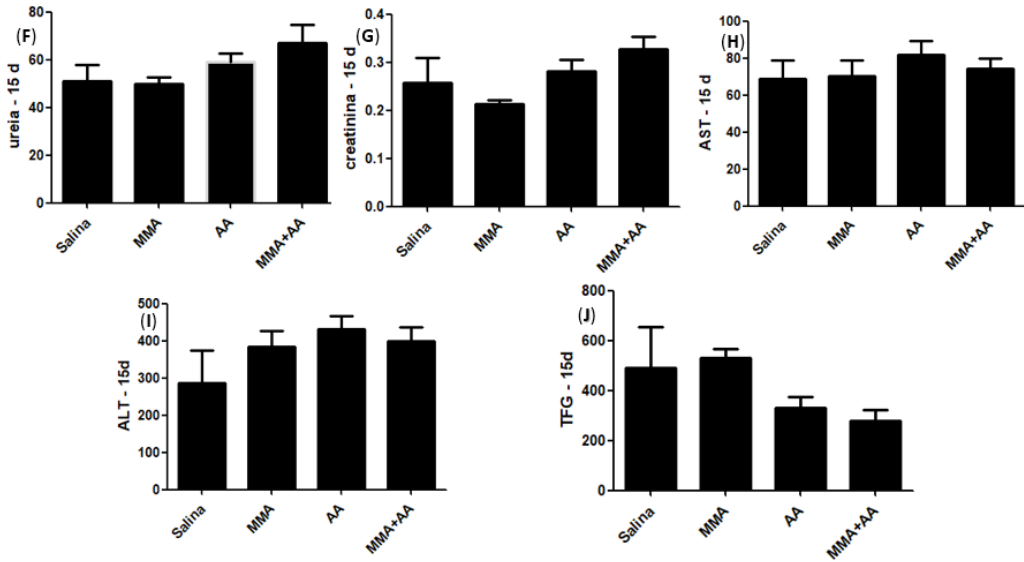 (F)
ureia - 15 d
80
60
40
20
0
Salina
MMA
AA
MMA+AA
(G)
creatinina - 15 d
0.4
0.3
0.2
0.1
0.0
Salina
MMA
AA
MMA+AA
(H)
AST - 15 d
100
80
60
40
20
0
Salina
MMA
AA
MMA+AA
(I)
ALT - 15d
500
400
300
200
100
0
Salina
MMA
AA
MMA+AA
(J)
TFG - 15d
800
600
400
200
0
Salina
MMA
AA
MMA+AA